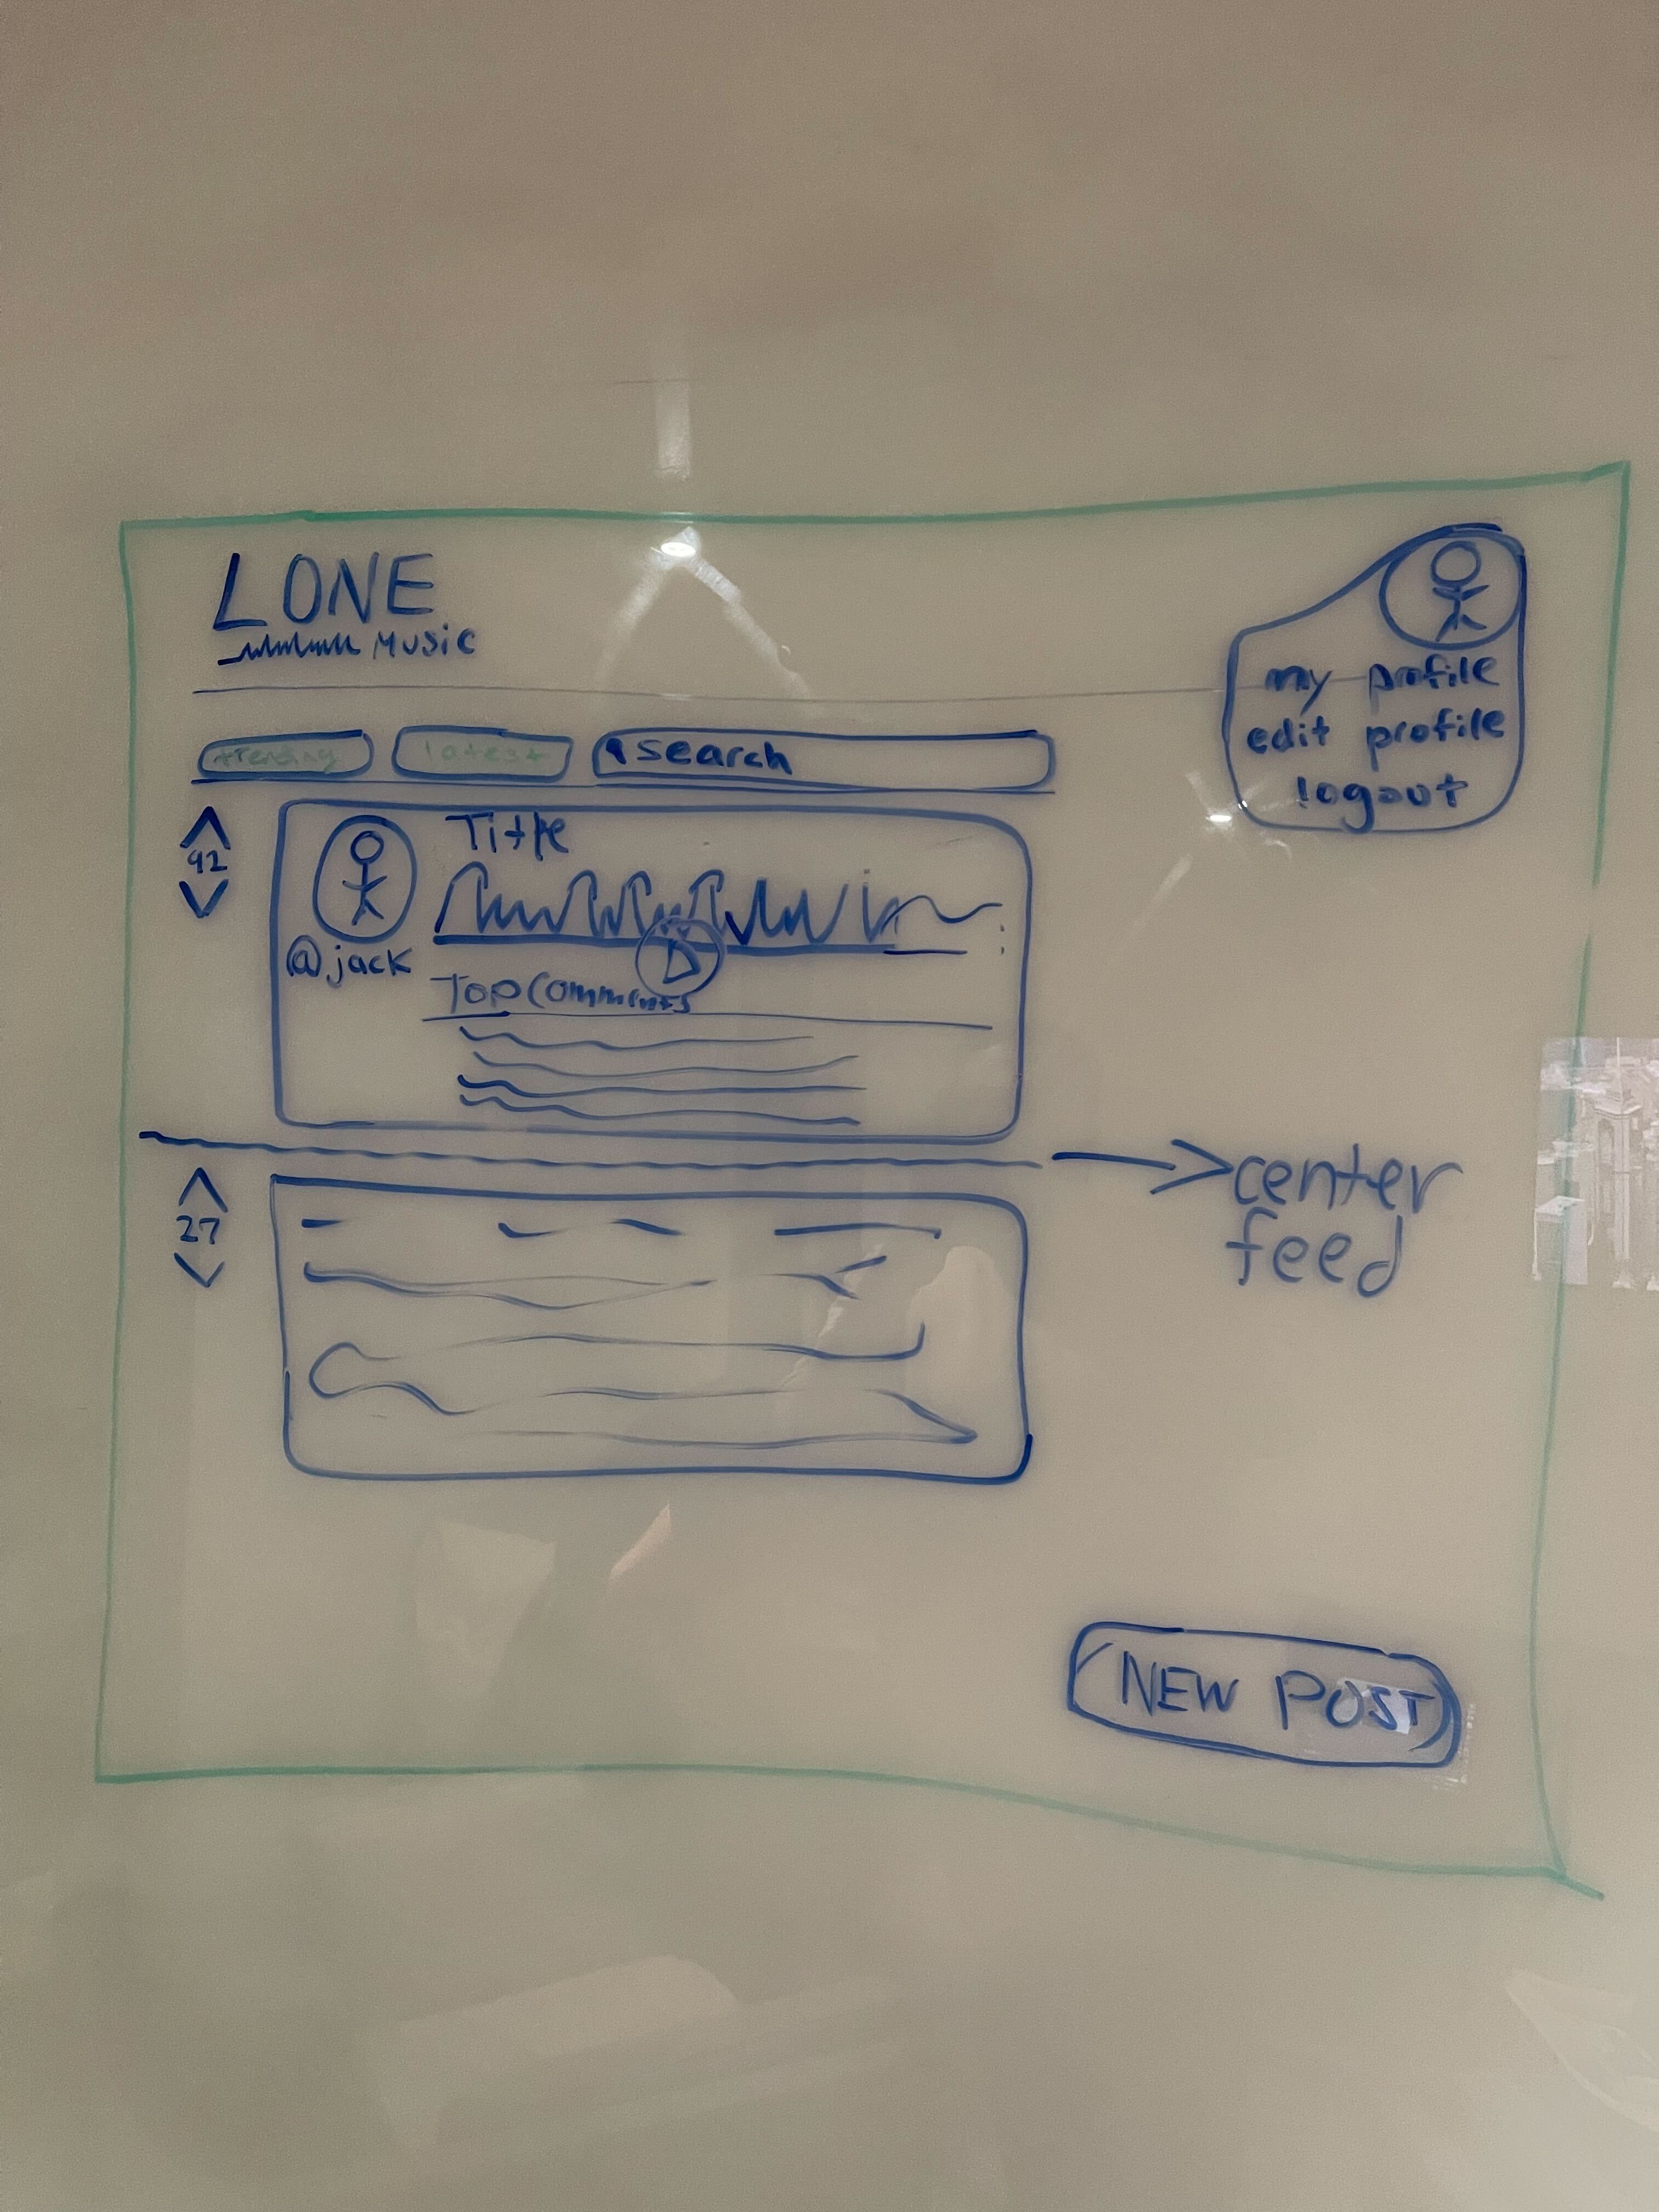 LONE
MUSIC
my profile
edit profile
logout
trending
latest
search
92
Title
@jack
Top Comments
27
center
feed
NEW POST